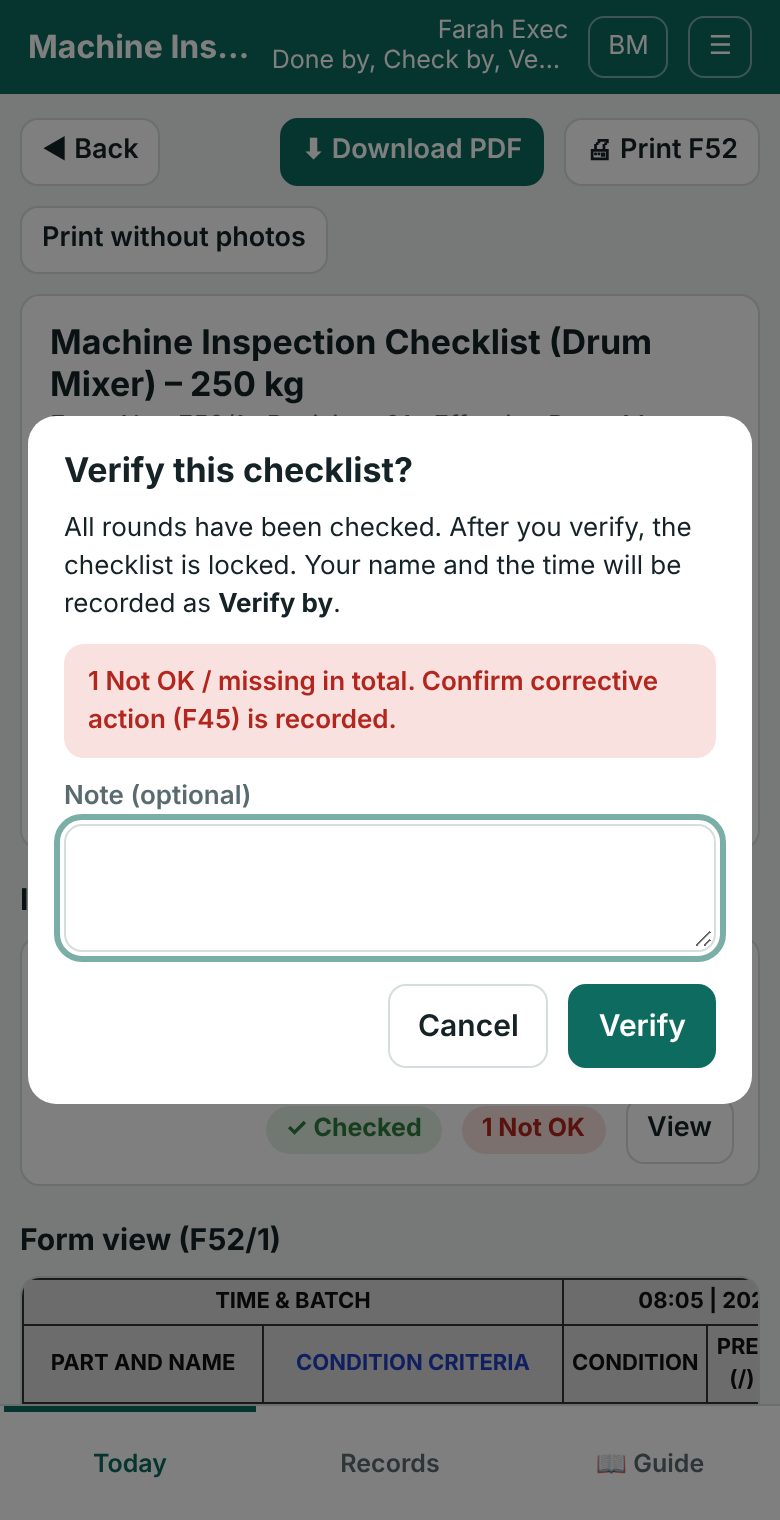 Machine Ins...
Farah Exec
Done by, Check by, Ve...
BM
☰
◀ Back
⬇ Download PDF
🖨 Print F52
Print without photos
Machine Inspection Checklist (Drum
Mixer) – 250 kg
Verify this checklist?
All rounds have been checked. After you verify, the
checklist is locked. Your name and the time will be
recorded as Verify by.
1 Not OK / missing in total. Confirm corrective
action (F45) is recorded.
Note (optional)
Cancel
Verify
✓ Checked
1 Not OK
View
Form view (F52/1)
TIME & BATCH
08:05 | 202
PART AND NAME
CONDITION CRITERIA
CONDITION
PRE
(/)
Today
Records
📖 Guide